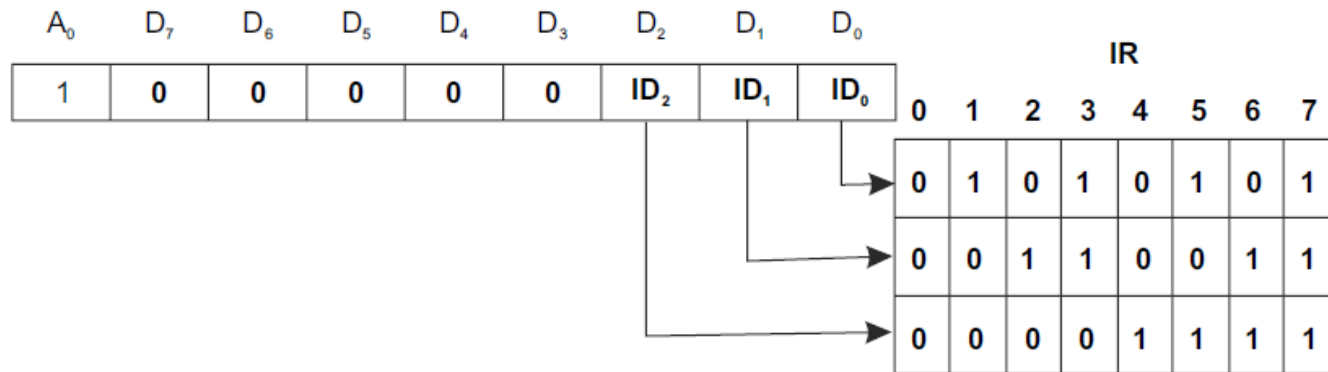 A₀ D₇ D₆ D₅ D₄ D₃ D₂ D₁ D₀
IR
1 0 0 0 0 0 ID₂ ID₁ ID₀
0 1 2 3 4 5 6 7
0 1 0 1 0 1 0 1
0 0 1 1 0 0 1 1
0 0 0 0 1 1 1 1